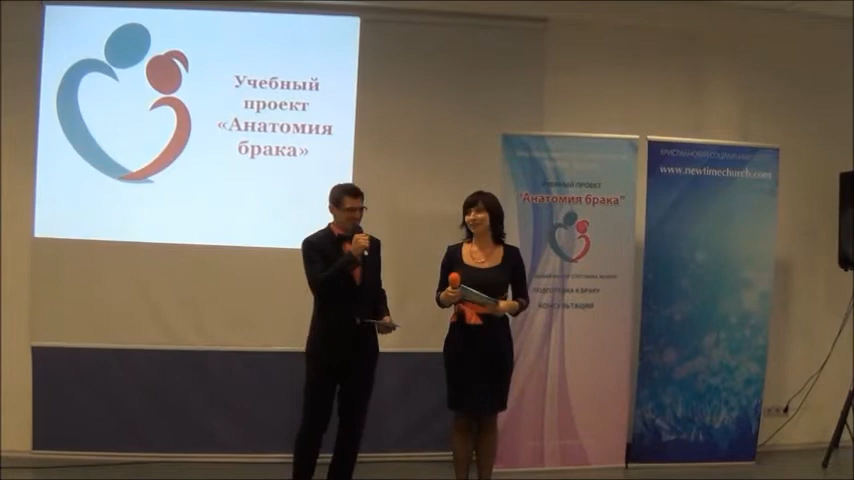 Учебный
проект
«Анатомия
брака»
УЧЕБНЫЙ ПРОЕКТ
"Анатомия брака"
ПОДГОТОВКА К БРАКУ
КОНСУЛЬТАЦИИ
www.newtimechurch.com